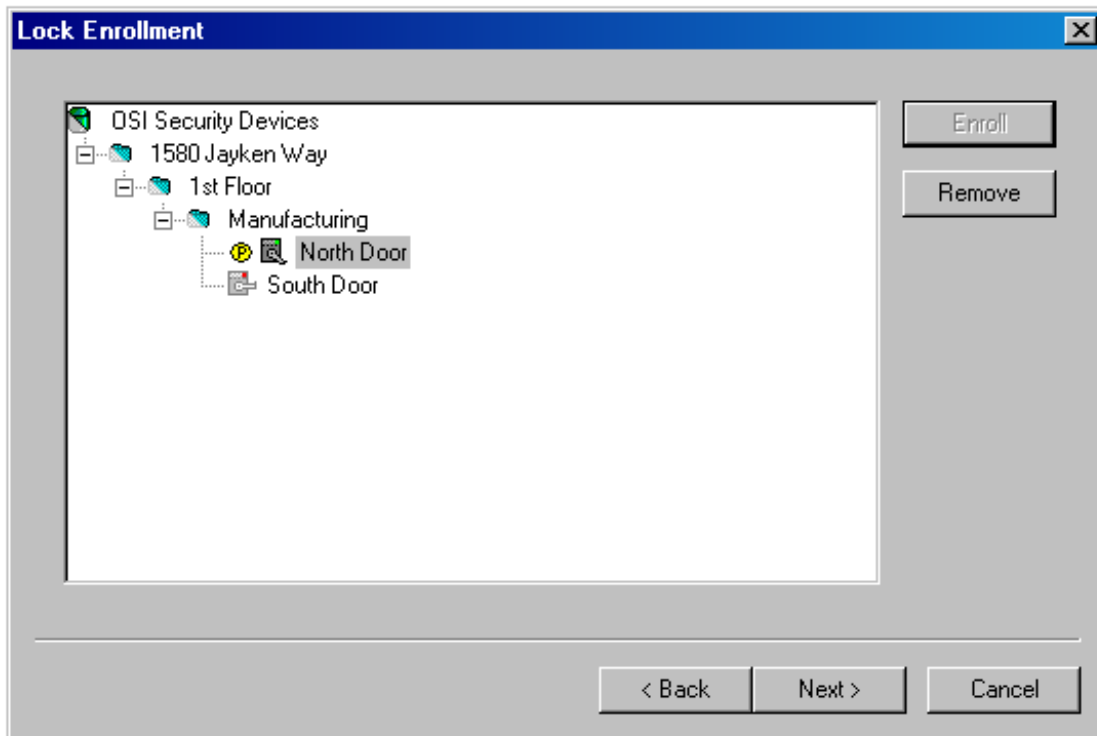 Lock Enrollment
OSI Security Devices
1580 Jayken Way
1st Floor
Manufacturing
P North Door
South Door
Enroll
Remove
< Back
Next >
Cancel